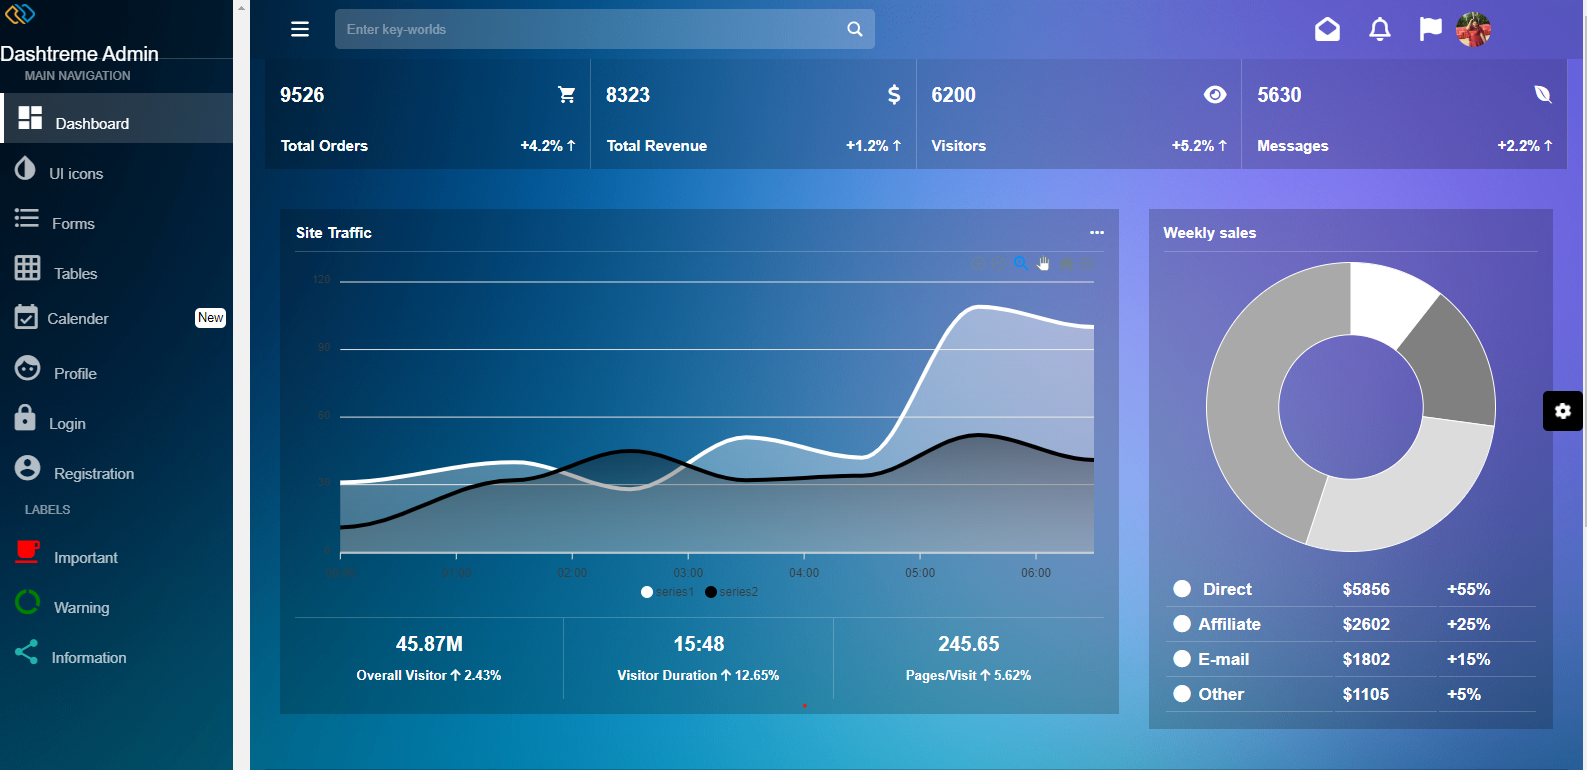 Dashtreme Admin
MAIN NAVIGATION
Dashboard
UI icons
Forms
Tables
Calender New
Profile
Login
Registration
LABELS
Important
Warning
Information
Enter key-worlds
9526
Total Orders +4.2% ↑
8323
Total Revenue +1.2% ↑
6200
Visitors +5.2% ↑
5630
Messages +2.2% ↑
Site Traffic
120
90
60
30
01:00 02:00 03:00 04:00 05:00 06:00
series1 series2
45.87M
Overall Visitor ↑ 2.43%
15:48
Visitor Duration ↑ 12.65%
245.65
Pages/Visit ↑ 5.62%
Weekly sales
Direct $5856 +55%
Affiliate $2602 +25%
E-mail $1802 +15%
Other $1105 +5%